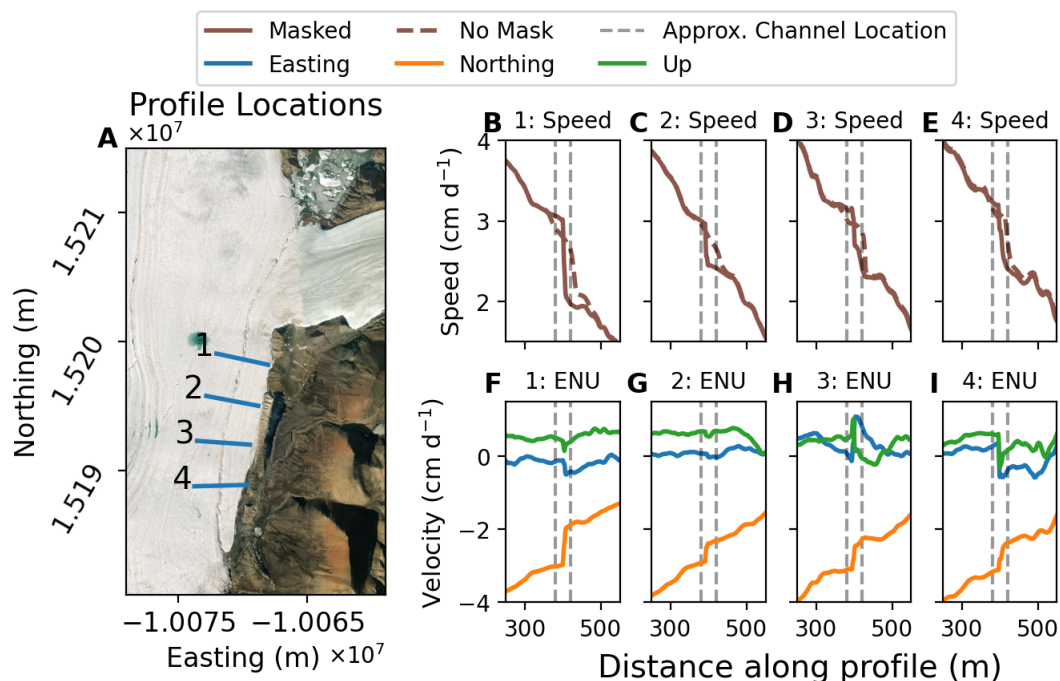 Masked No Mask Approx. Channel Location
Easting Northing Up
Profile Locations
A ×10⁷
B 1: Speed C 2: Speed D 3: Speed E 4: Speed
4
3
2
Speed (cm d⁻¹)
1.521
1.520
1.519
Northing (m)
1
2
3
4
F 1: ENU G 2: ENU H 3: ENU I 4: ENU
0
−2
−4
Velocity (cm d⁻¹)
300 500 300 500 300 500 300 500
−1.0075 −1.0065
Easting (m) ×10⁷
Distance along profile (m)